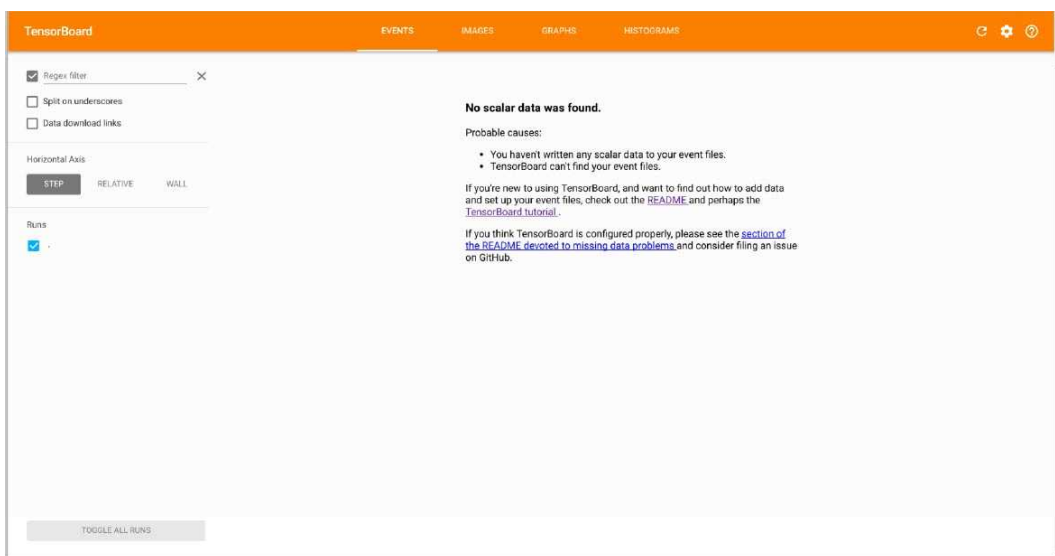 TensorBoard
EVENTS
IMAGES
GRAPHS
HISTOGRAMS
Regex filter
Split on underscores
Data download links
Horizontal Axis
STEP
RELATIVE
WALL
Runs
.
TOGGLE ALL RUNS
No scalar data was found.
Probable causes:
• You haven't written any scalar data to your event files.
• TensorBoard can't find your event files.
If you're new to using TensorBoard, and want to find out how to add data
and set up your event files, check out the README and perhaps the
TensorBoard tutorial .
If you think TensorBoard is configured properly, please see the section of
the README devoted to missing data problems and consider filing an issue
on GitHub.